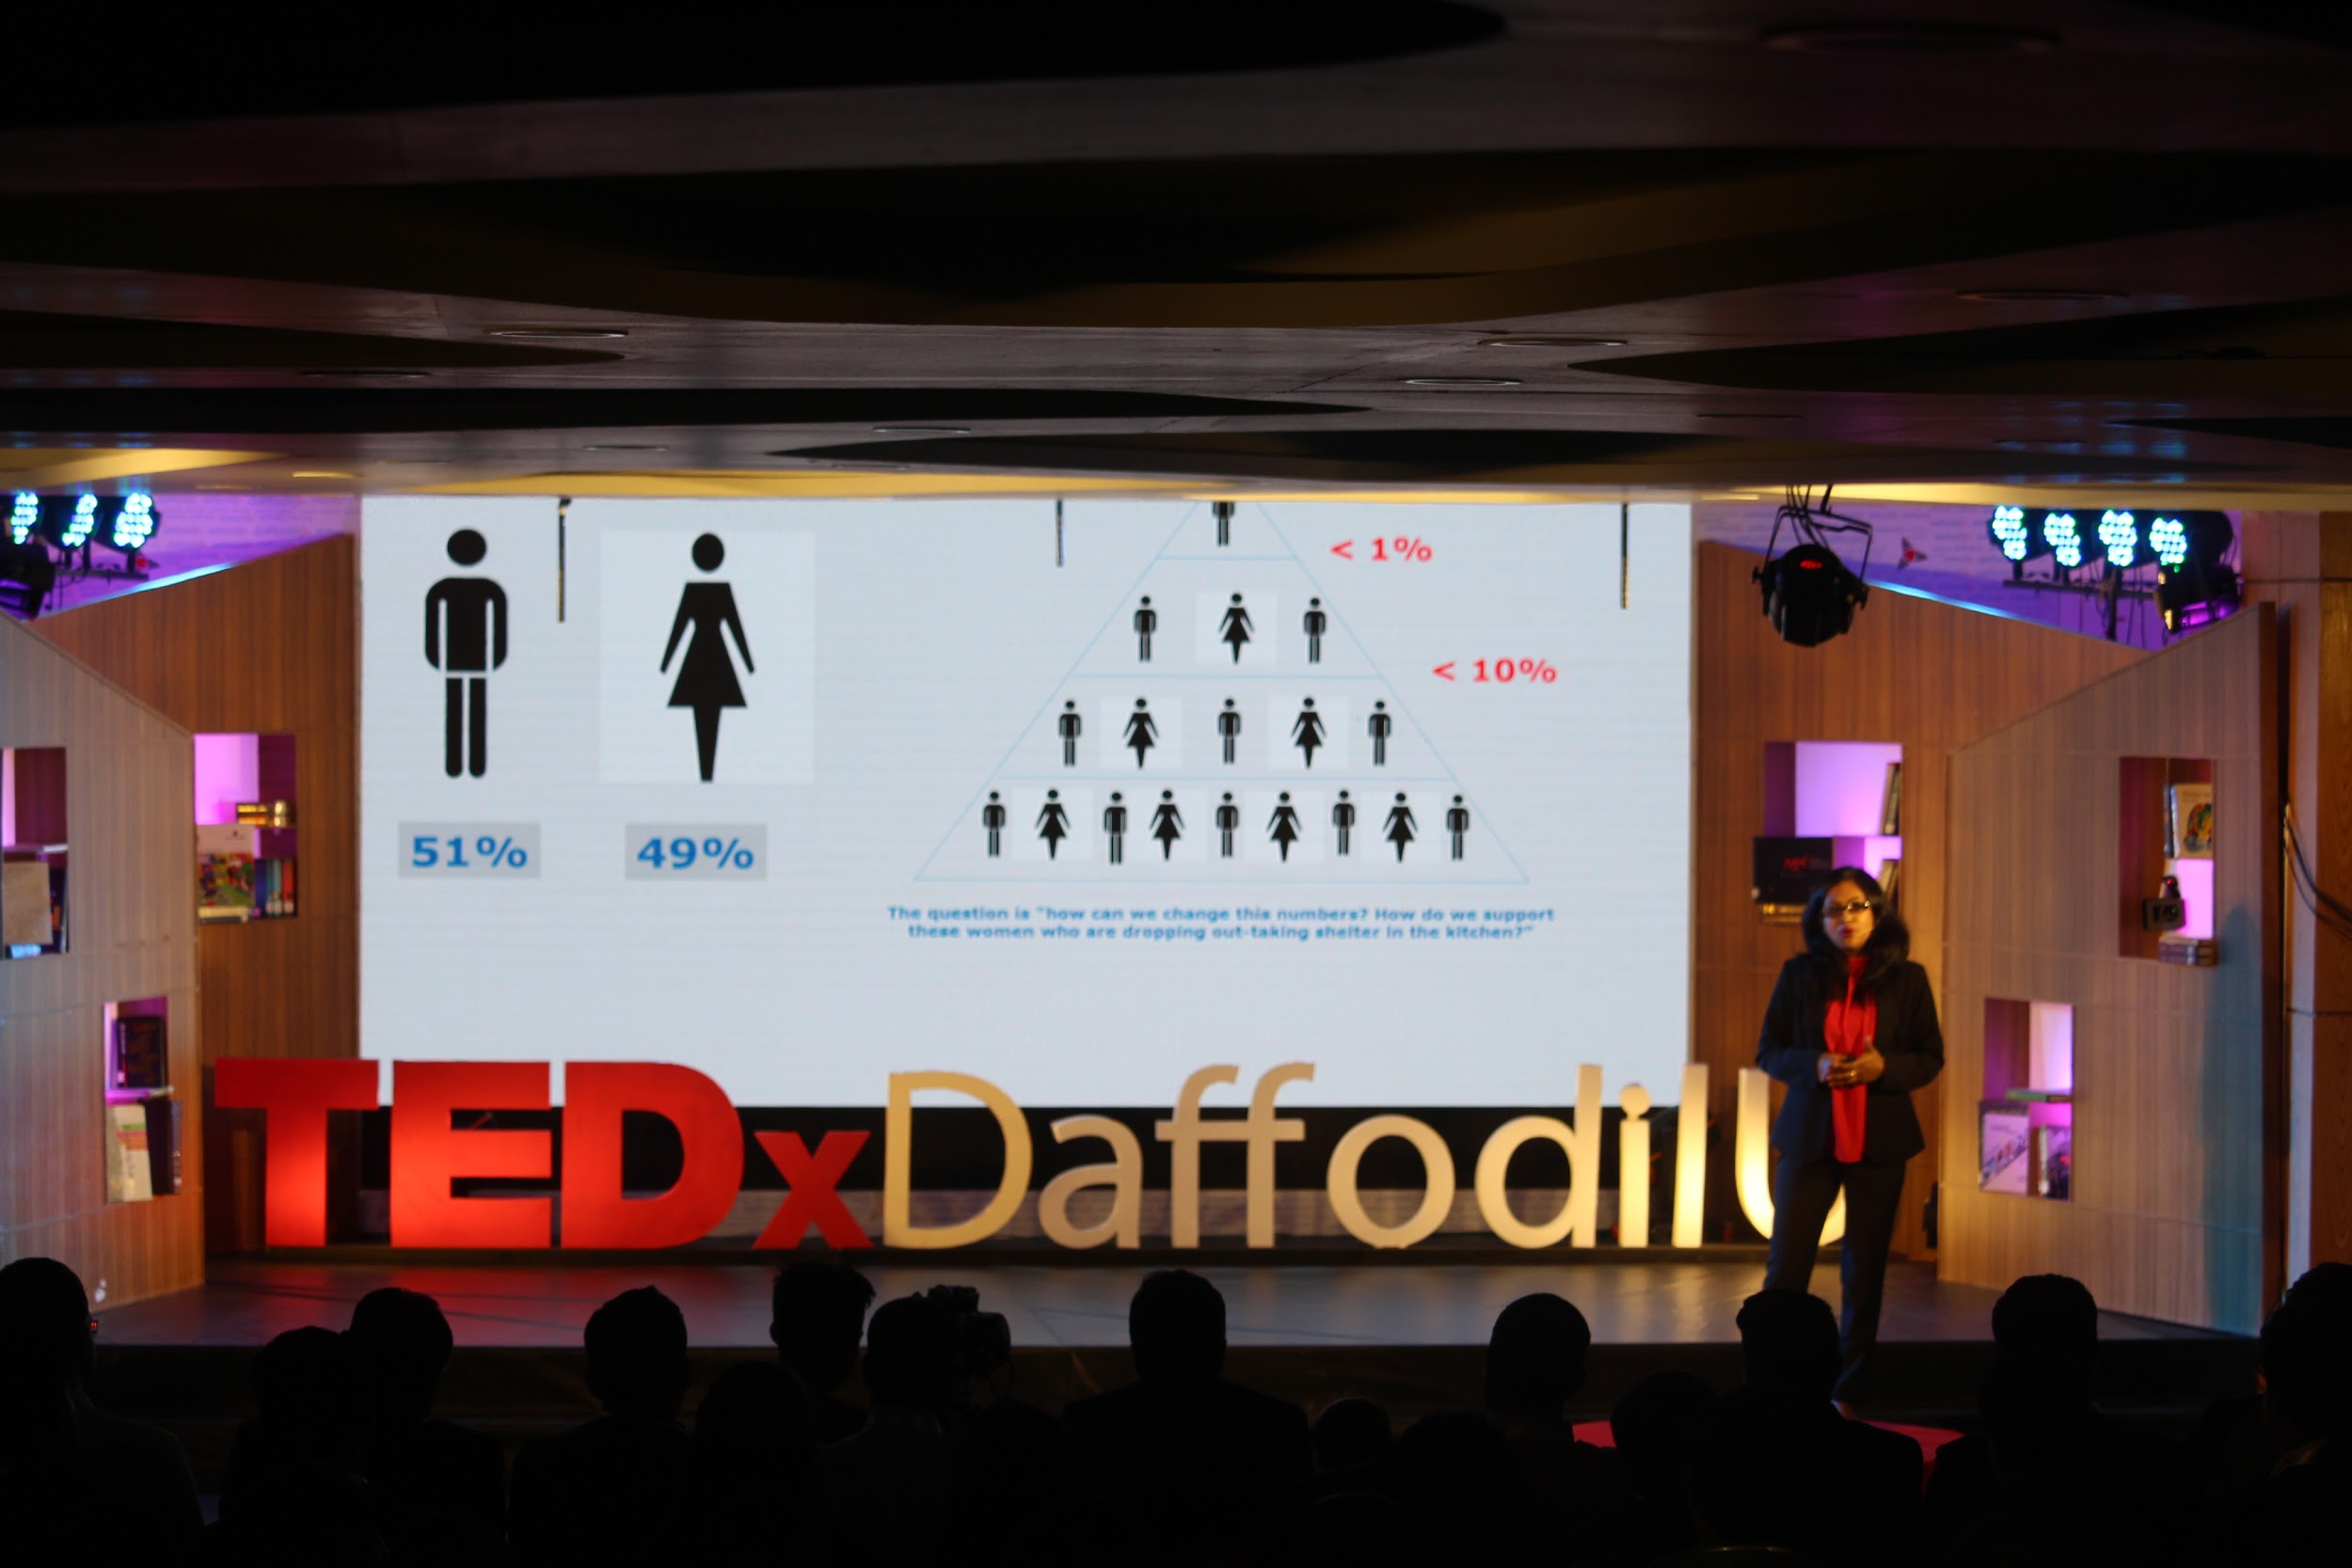 < 1%
< 10%
51% 49%
The question is "how can we change this numbers? How do we support
these women who are dropping out-taking shelter in the kitchen?"
TEDxDaffodilU